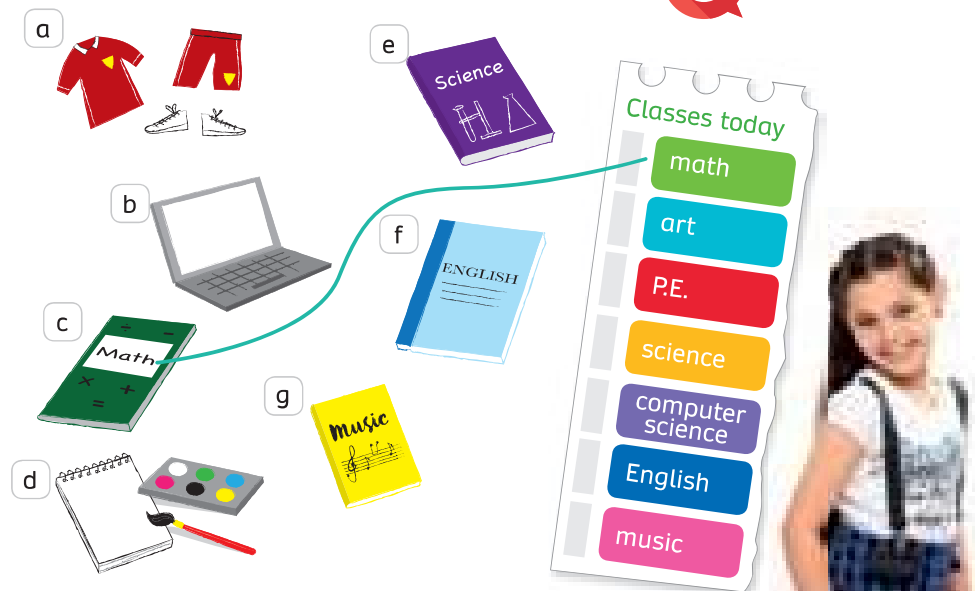 a
e
Science
Classes today
math
b
art
f
ENGLISH
P.E.
c
Math
÷ −
× +
=
science
g
music
computer
science
d
English
music